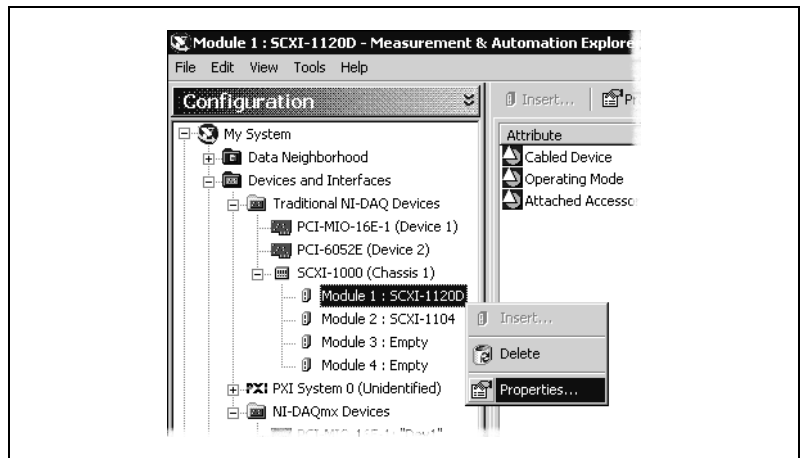 Module 1 : SCXI-1120D - Measurement & Automation Explore
File Edit View Tools Help
Configuration
Insert...
My System
Data Neighborhood
Devices and Interfaces
Traditional NI-DAQ Devices
PCI-MIO-16E-1 (Device 1)
PCI-6052E (Device 2)
SCXI-1000 (Chassis 1)
Module 1 : SCXI-1120D
Module 2 : SCXI-1104
Module 3 : Empty
Module 4 : Empty
PXI PXI System 0 (Unidentified)
NI-DAQmx Devices
Attribute
Cabled Device
Operating Mode
Attached Accesso
Insert...
Delete
Properties...